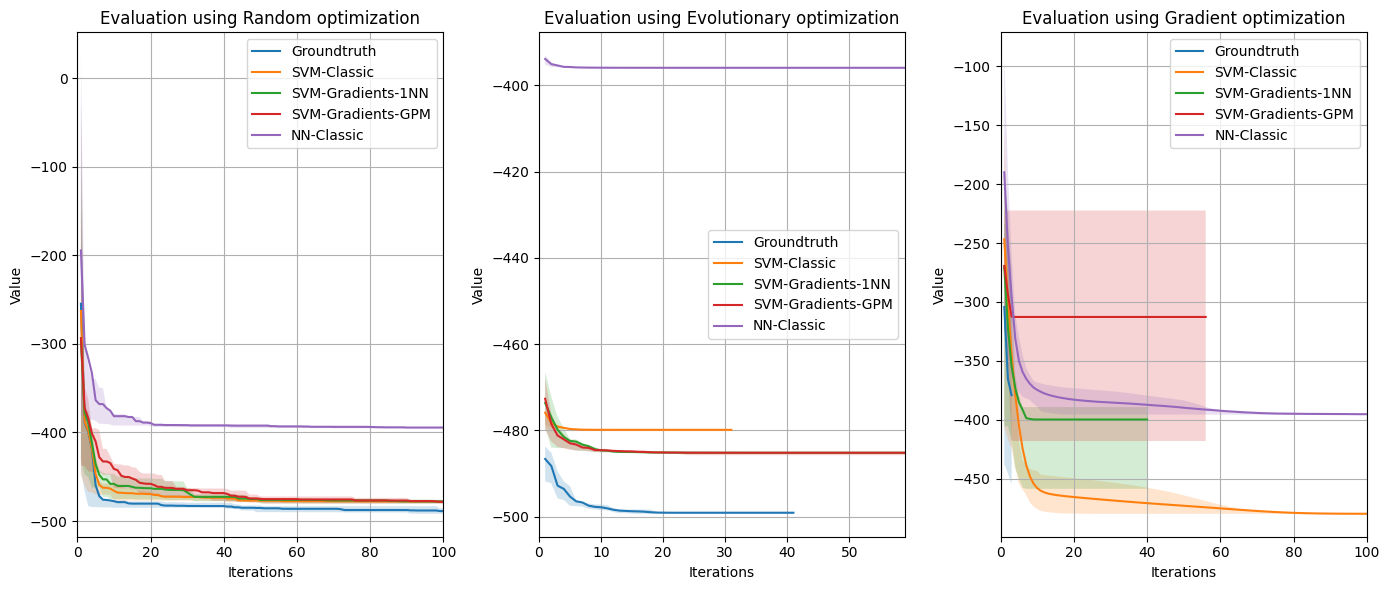 Evaluation using Random optimization
Groundtruth
SVM-Classic
SVM-Gradients-1NN
SVM-Gradients-GPM
NN-Classic
Value
0
−100
−200
−300
−400
−500
0 20 40 60 80 100
Iterations
Evaluation using Evolutionary optimization
Groundtruth
SVM-Classic
SVM-Gradients-1NN
SVM-Gradients-GPM
NN-Classic
Value
−400
−420
−440
−460
−480
−500
0 10 20 30 40 50
Iterations
Evaluation using Gradient optimization
Groundtruth
SVM-Classic
SVM-Gradients-1NN
SVM-Gradients-GPM
NN-Classic
Value
−100
−150
−200
−250
−300
−350
−400
−450
0 20 40 60 80 100
Iterations